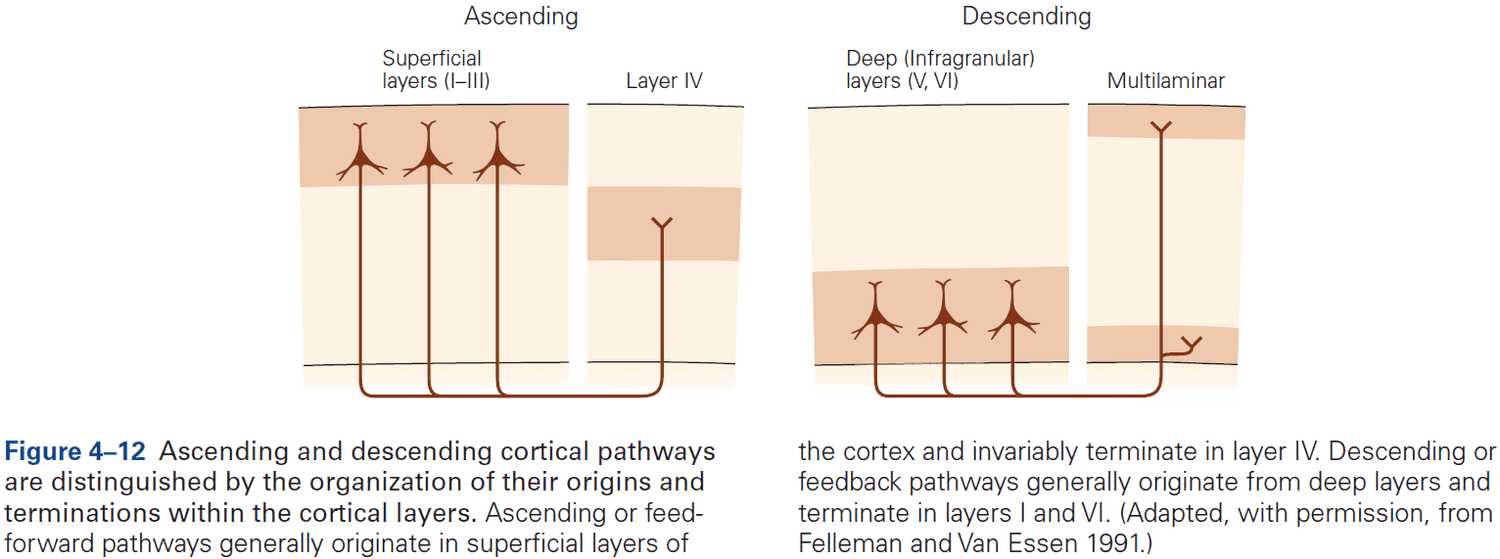 Ascending
Descending
Superficial
layers (I–III)
Layer IV
Deep (Infragranular)
layers (V, VI)
Multilaminar
Figure 4–12 Ascending and descending cortical pathways
are distinguished by the organization of their origins and
terminations within the cortical layers. Ascending or feed-
forward pathways generally originate in superficial layers of
the cortex and invariably terminate in layer IV. Descending or
feedback pathways generally originate from deep layers and
terminate in layers I and VI. (Adapted, with permission, from
Felleman and Van Essen 1991.)